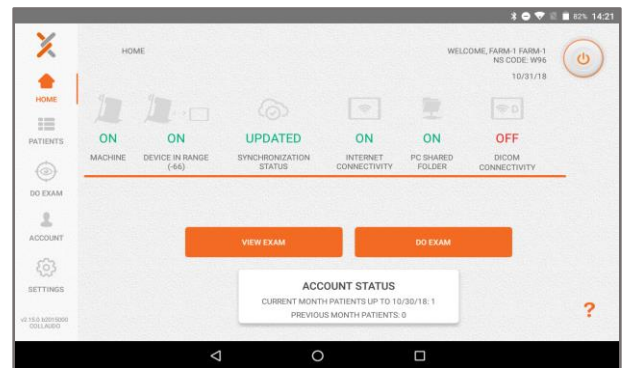 82% 14:21
HOME
WELCOME, FARM-1 FARM-1
NS CODE: W96
10/31/18
HOME
PATIENTS
DO EXAM
ACCOUNT
SETTINGS
ON
MACHINE
ON
DEVICE IN RANGE
(-66)
UPDATED
SYNCHRONIZATION
STATUS
ON
INTERNET
CONNECTIVITY
ON
PC SHARED
FOLDER
OFF
DICOM
CONNECTIVITY
VIEW EXAM
DO EXAM
ACCOUNT STATUS
CURRENT MONTH PATIENTS UP TO 10/30/18: 1
PREVIOUS MONTH PATIENTS: 0
COLLAUDO
?